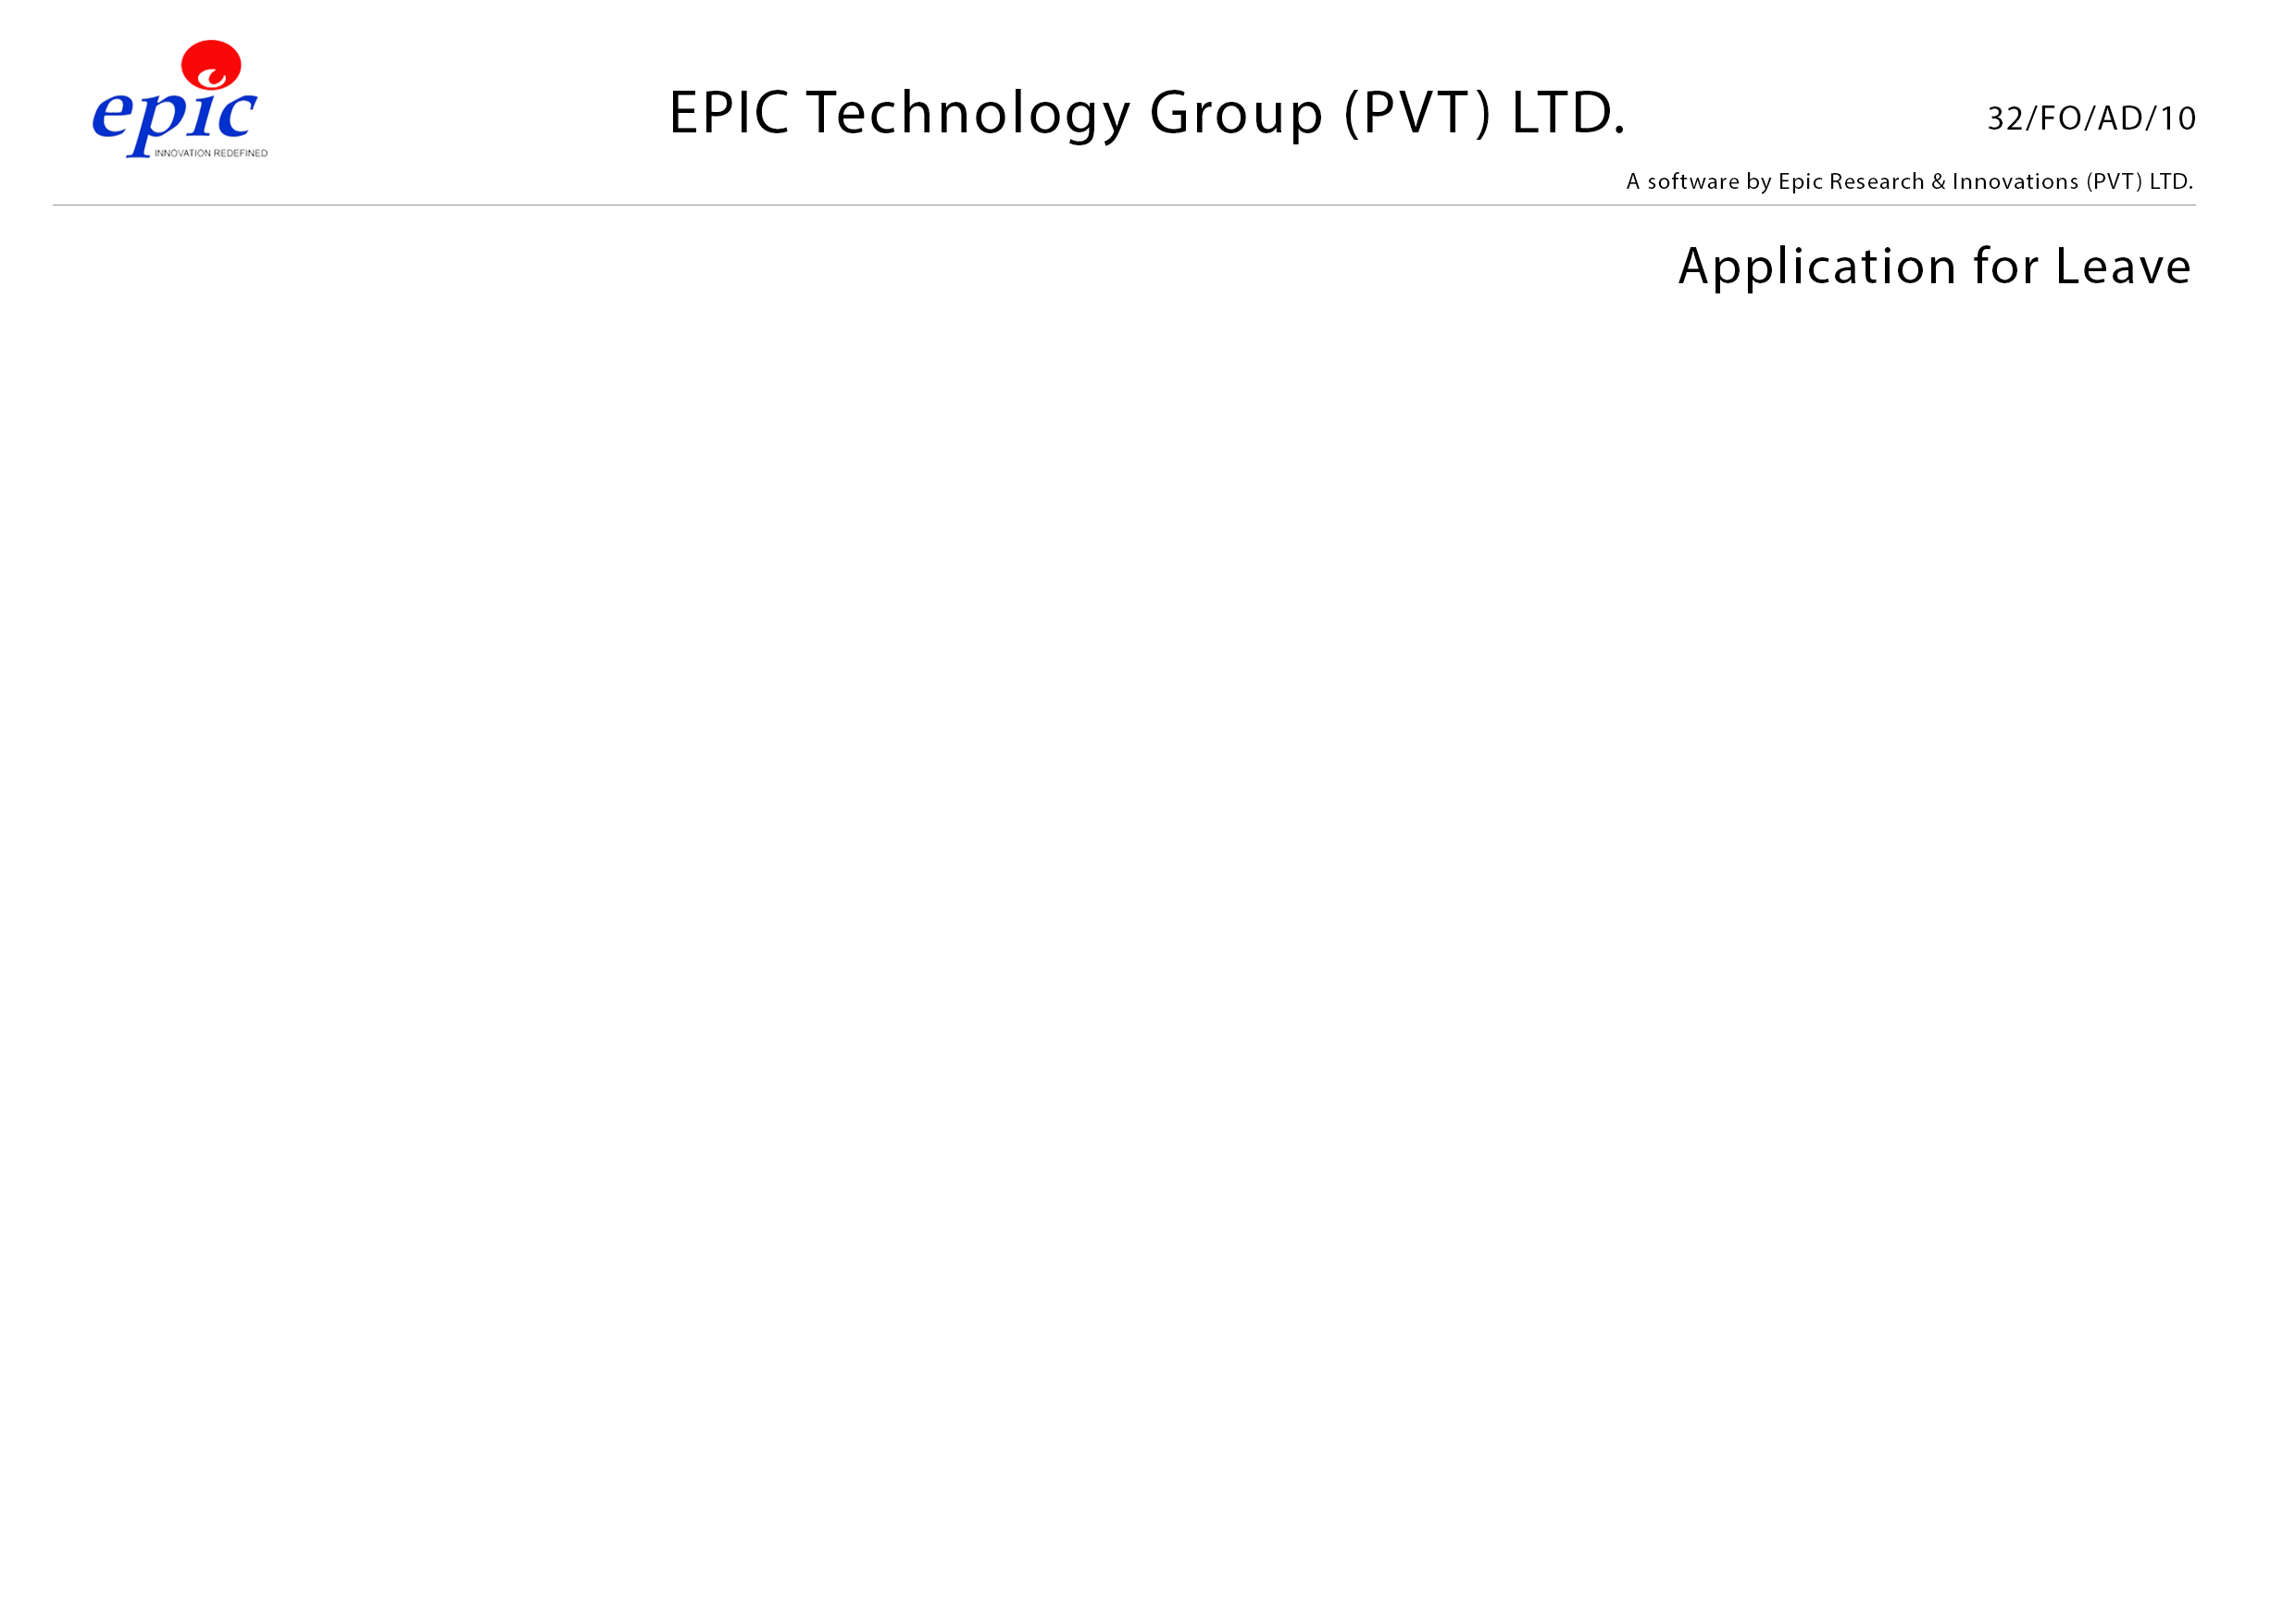 epic
INNOVATION REDEFINED
EPIC Technology Group (PVT) LTD.
32/FO/AD/10
A software by Epic Research & Innovations (PVT) LTD.
Application for Leave